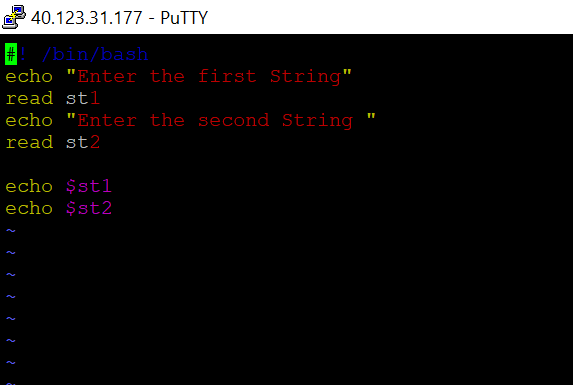 40.123.31.177 - PuTTY
#! /bin/bash
echo "Enter the first String"
read st1
echo "Enter the second String "
read st2
echo $st1
echo $st2
~
~
~
~
~
~
~
~